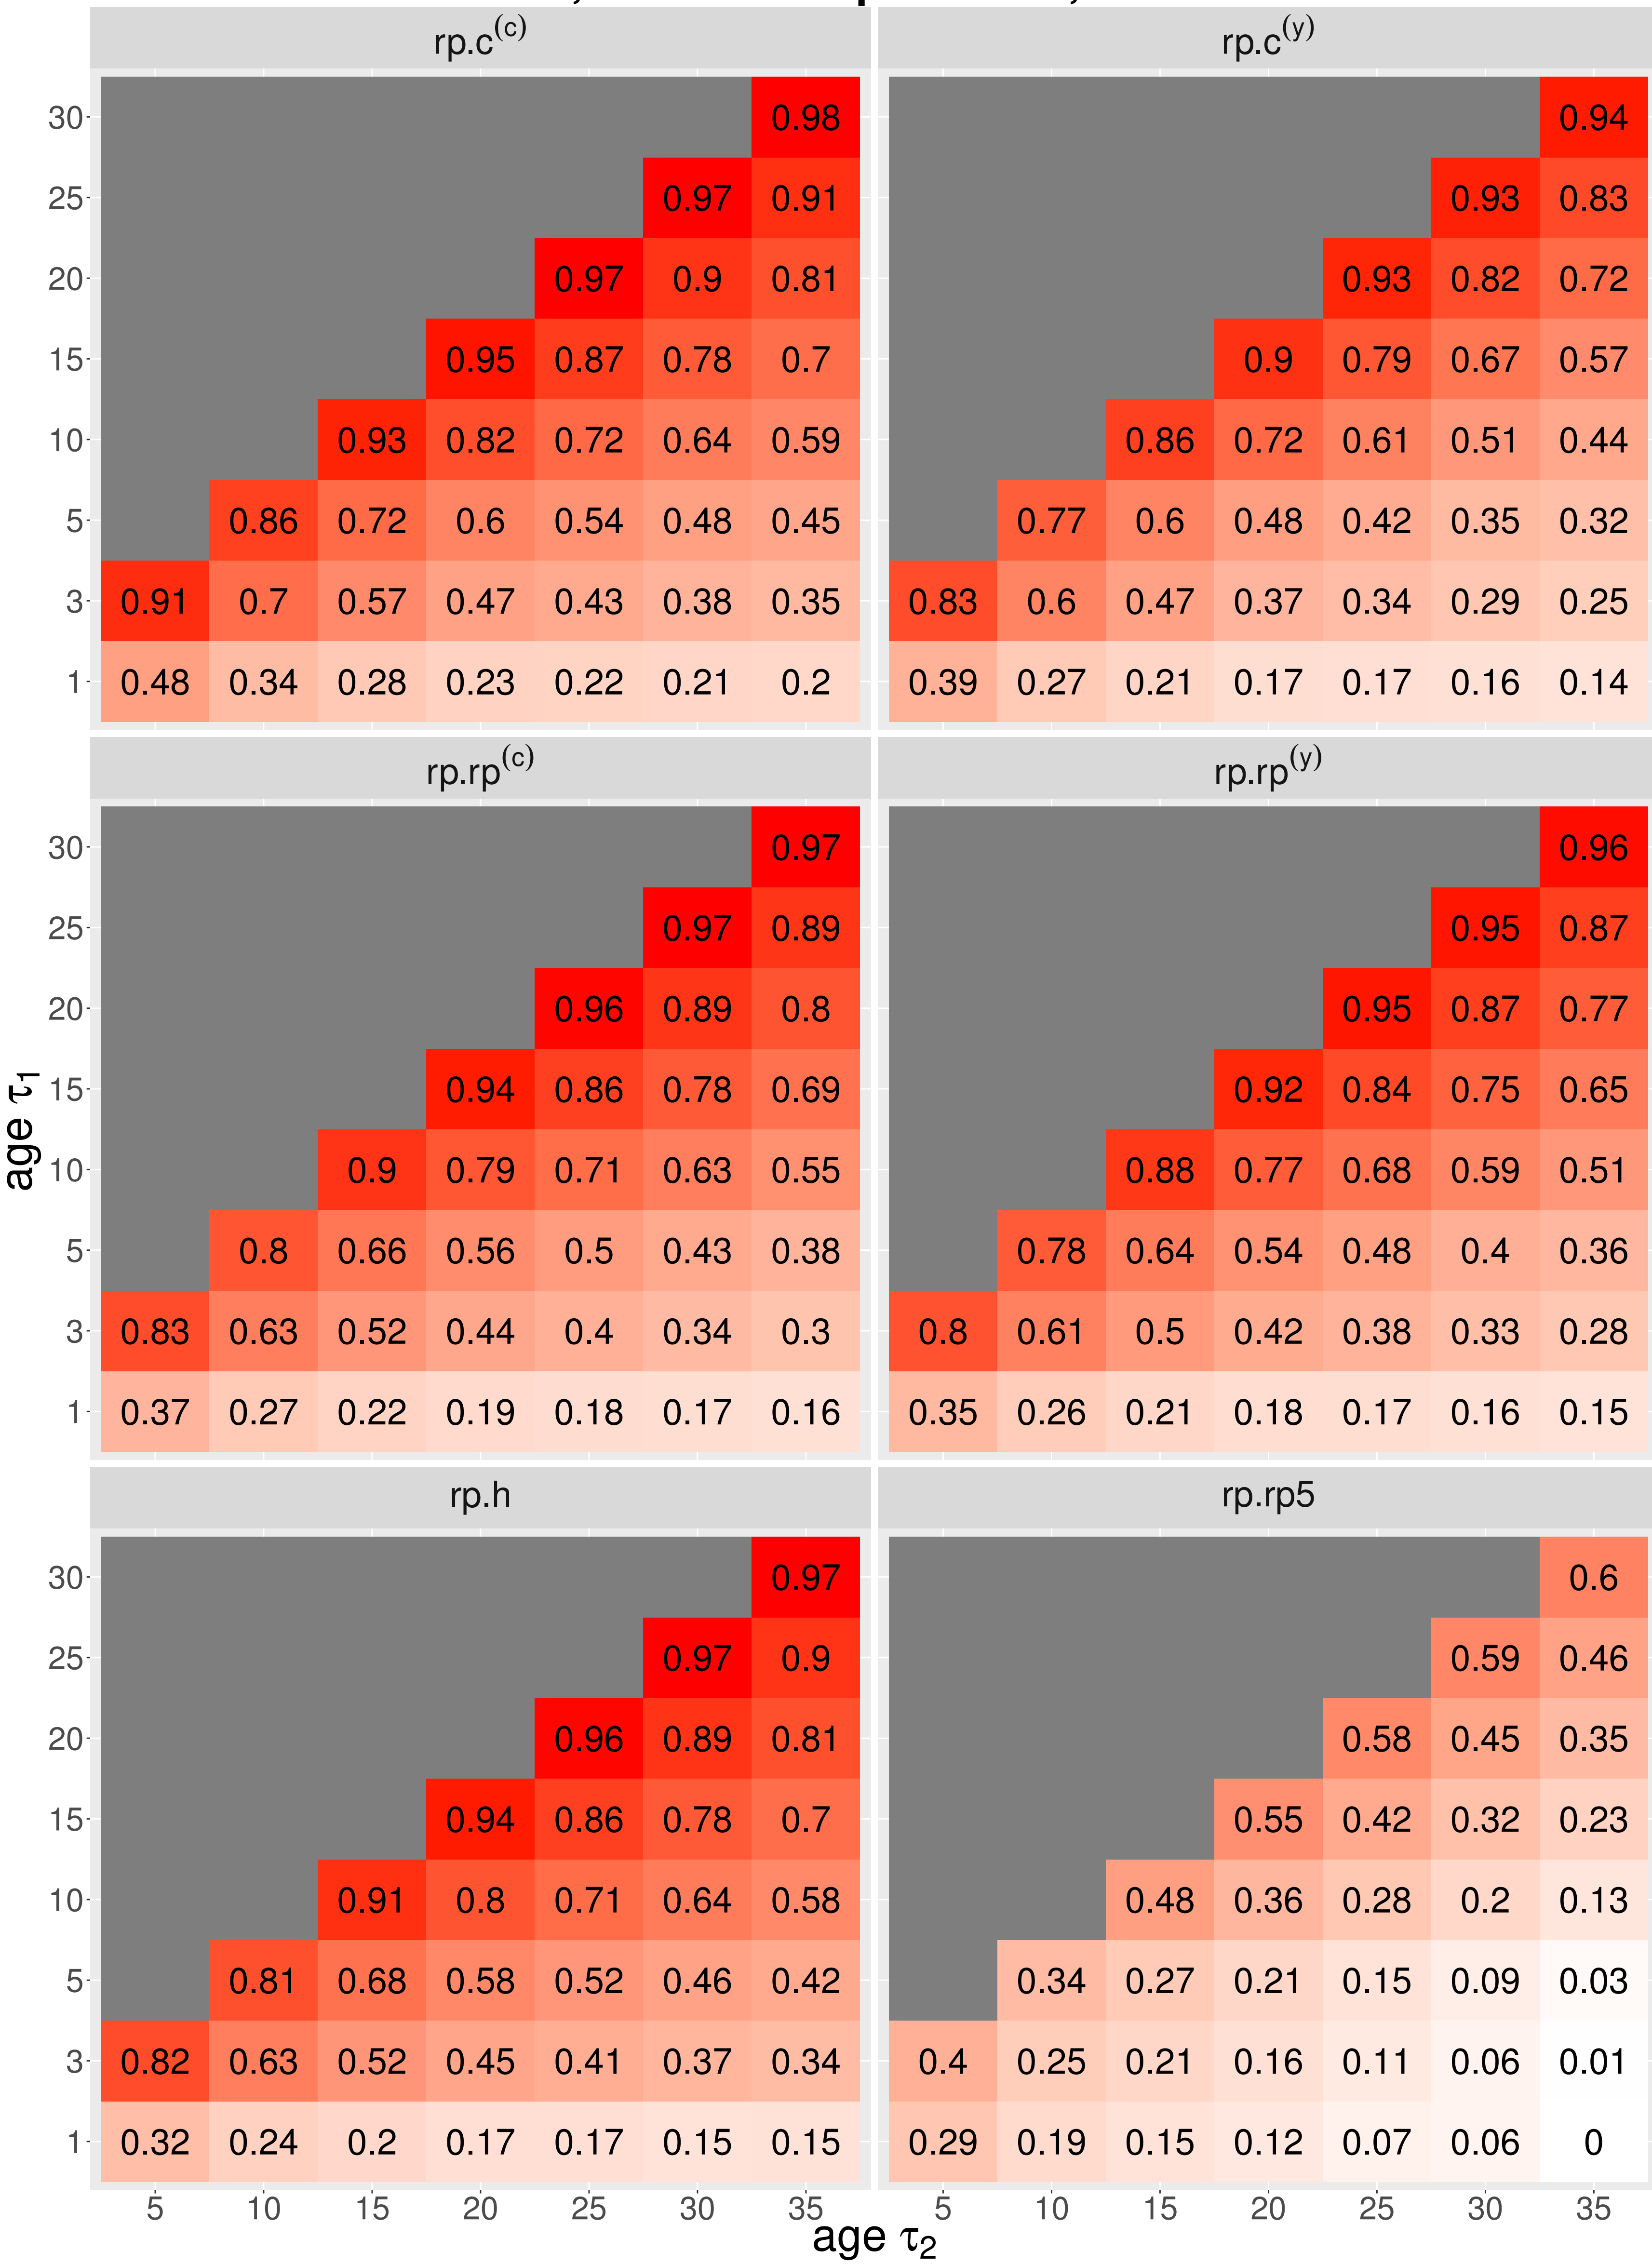 rp.c(c) rp.c(y)
30 0.98 0.94
25 0.97 0.91 0.93 0.83
20 0.97 0.9 0.81 0.93 0.82 0.72
15 0.95 0.87 0.78 0.7 0.9 0.79 0.67 0.57
10 0.93 0.82 0.72 0.64 0.59 0.86 0.72 0.61 0.51 0.44
5 0.86 0.72 0.6 0.54 0.48 0.45 0.77 0.6 0.48 0.42 0.35 0.32
3 0.91 0.7 0.57 0.47 0.43 0.38 0.35 0.83 0.6 0.47 0.37 0.34 0.29 0.25
1 0.48 0.34 0.28 0.23 0.22 0.21 0.2 0.39 0.27 0.21 0.17 0.17 0.16 0.14
rp.rp(c) rp.rp(y)
30 0.97 0.96
25 0.97 0.89 0.95 0.87
20 0.96 0.89 0.8 0.95 0.87 0.77
age τ1
15 0.94 0.86 0.78 0.69 0.92 0.84 0.75 0.65
10 0.9 0.79 0.71 0.63 0.55 0.88 0.77 0.68 0.59 0.51
5 0.8 0.66 0.56 0.5 0.43 0.38 0.78 0.64 0.54 0.48 0.4 0.36
3 0.83 0.63 0.52 0.44 0.4 0.34 0.3 0.8 0.61 0.5 0.42 0.38 0.33 0.28
1 0.37 0.27 0.22 0.19 0.18 0.17 0.16 0.35 0.26 0.21 0.18 0.17 0.16 0.15
rp.h rp.rp5
30 0.97 0.6
25 0.97 0.9 0.59 0.46
20 0.96 0.89 0.81 0.58 0.45 0.35
15 0.94 0.86 0.78 0.7 0.55 0.42 0.32 0.23
10 0.91 0.8 0.71 0.64 0.58 0.48 0.36 0.28 0.2 0.13
5 0.81 0.68 0.58 0.52 0.46 0.42 0.34 0.27 0.21 0.15 0.09 0.03
3 0.82 0.63 0.52 0.45 0.41 0.37 0.34 0.4 0.25 0.21 0.16 0.11 0.06 0.01
1 0.32 0.24 0.2 0.17 0.17 0.15 0.15 0.29 0.19 0.15 0.12 0.07 0.06 0
5 10 15 20 25 30 35 5 10 15 20 25 30 35
age τ2